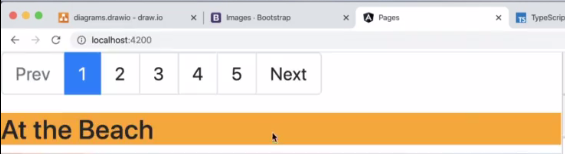 diagrams.drawio - draw.io
Images · Bootstrap
Pages
TypeScrip
localhost:4200
Prev 1 2 3 4 5 Next
At the Beach